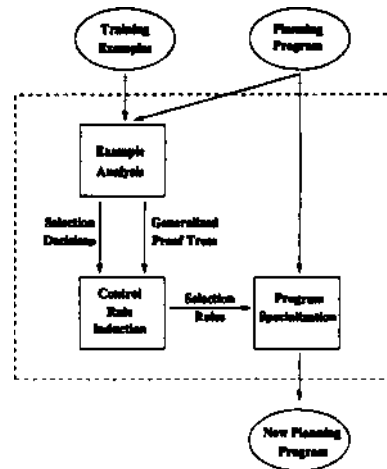 Training
Examples
Planning
Program
Example
Analysis
Selection
Decisions
Generalized
Proof Trees
Control
Rule
Induction
Selection
Rules
Program
Specialization
New Planning
Program